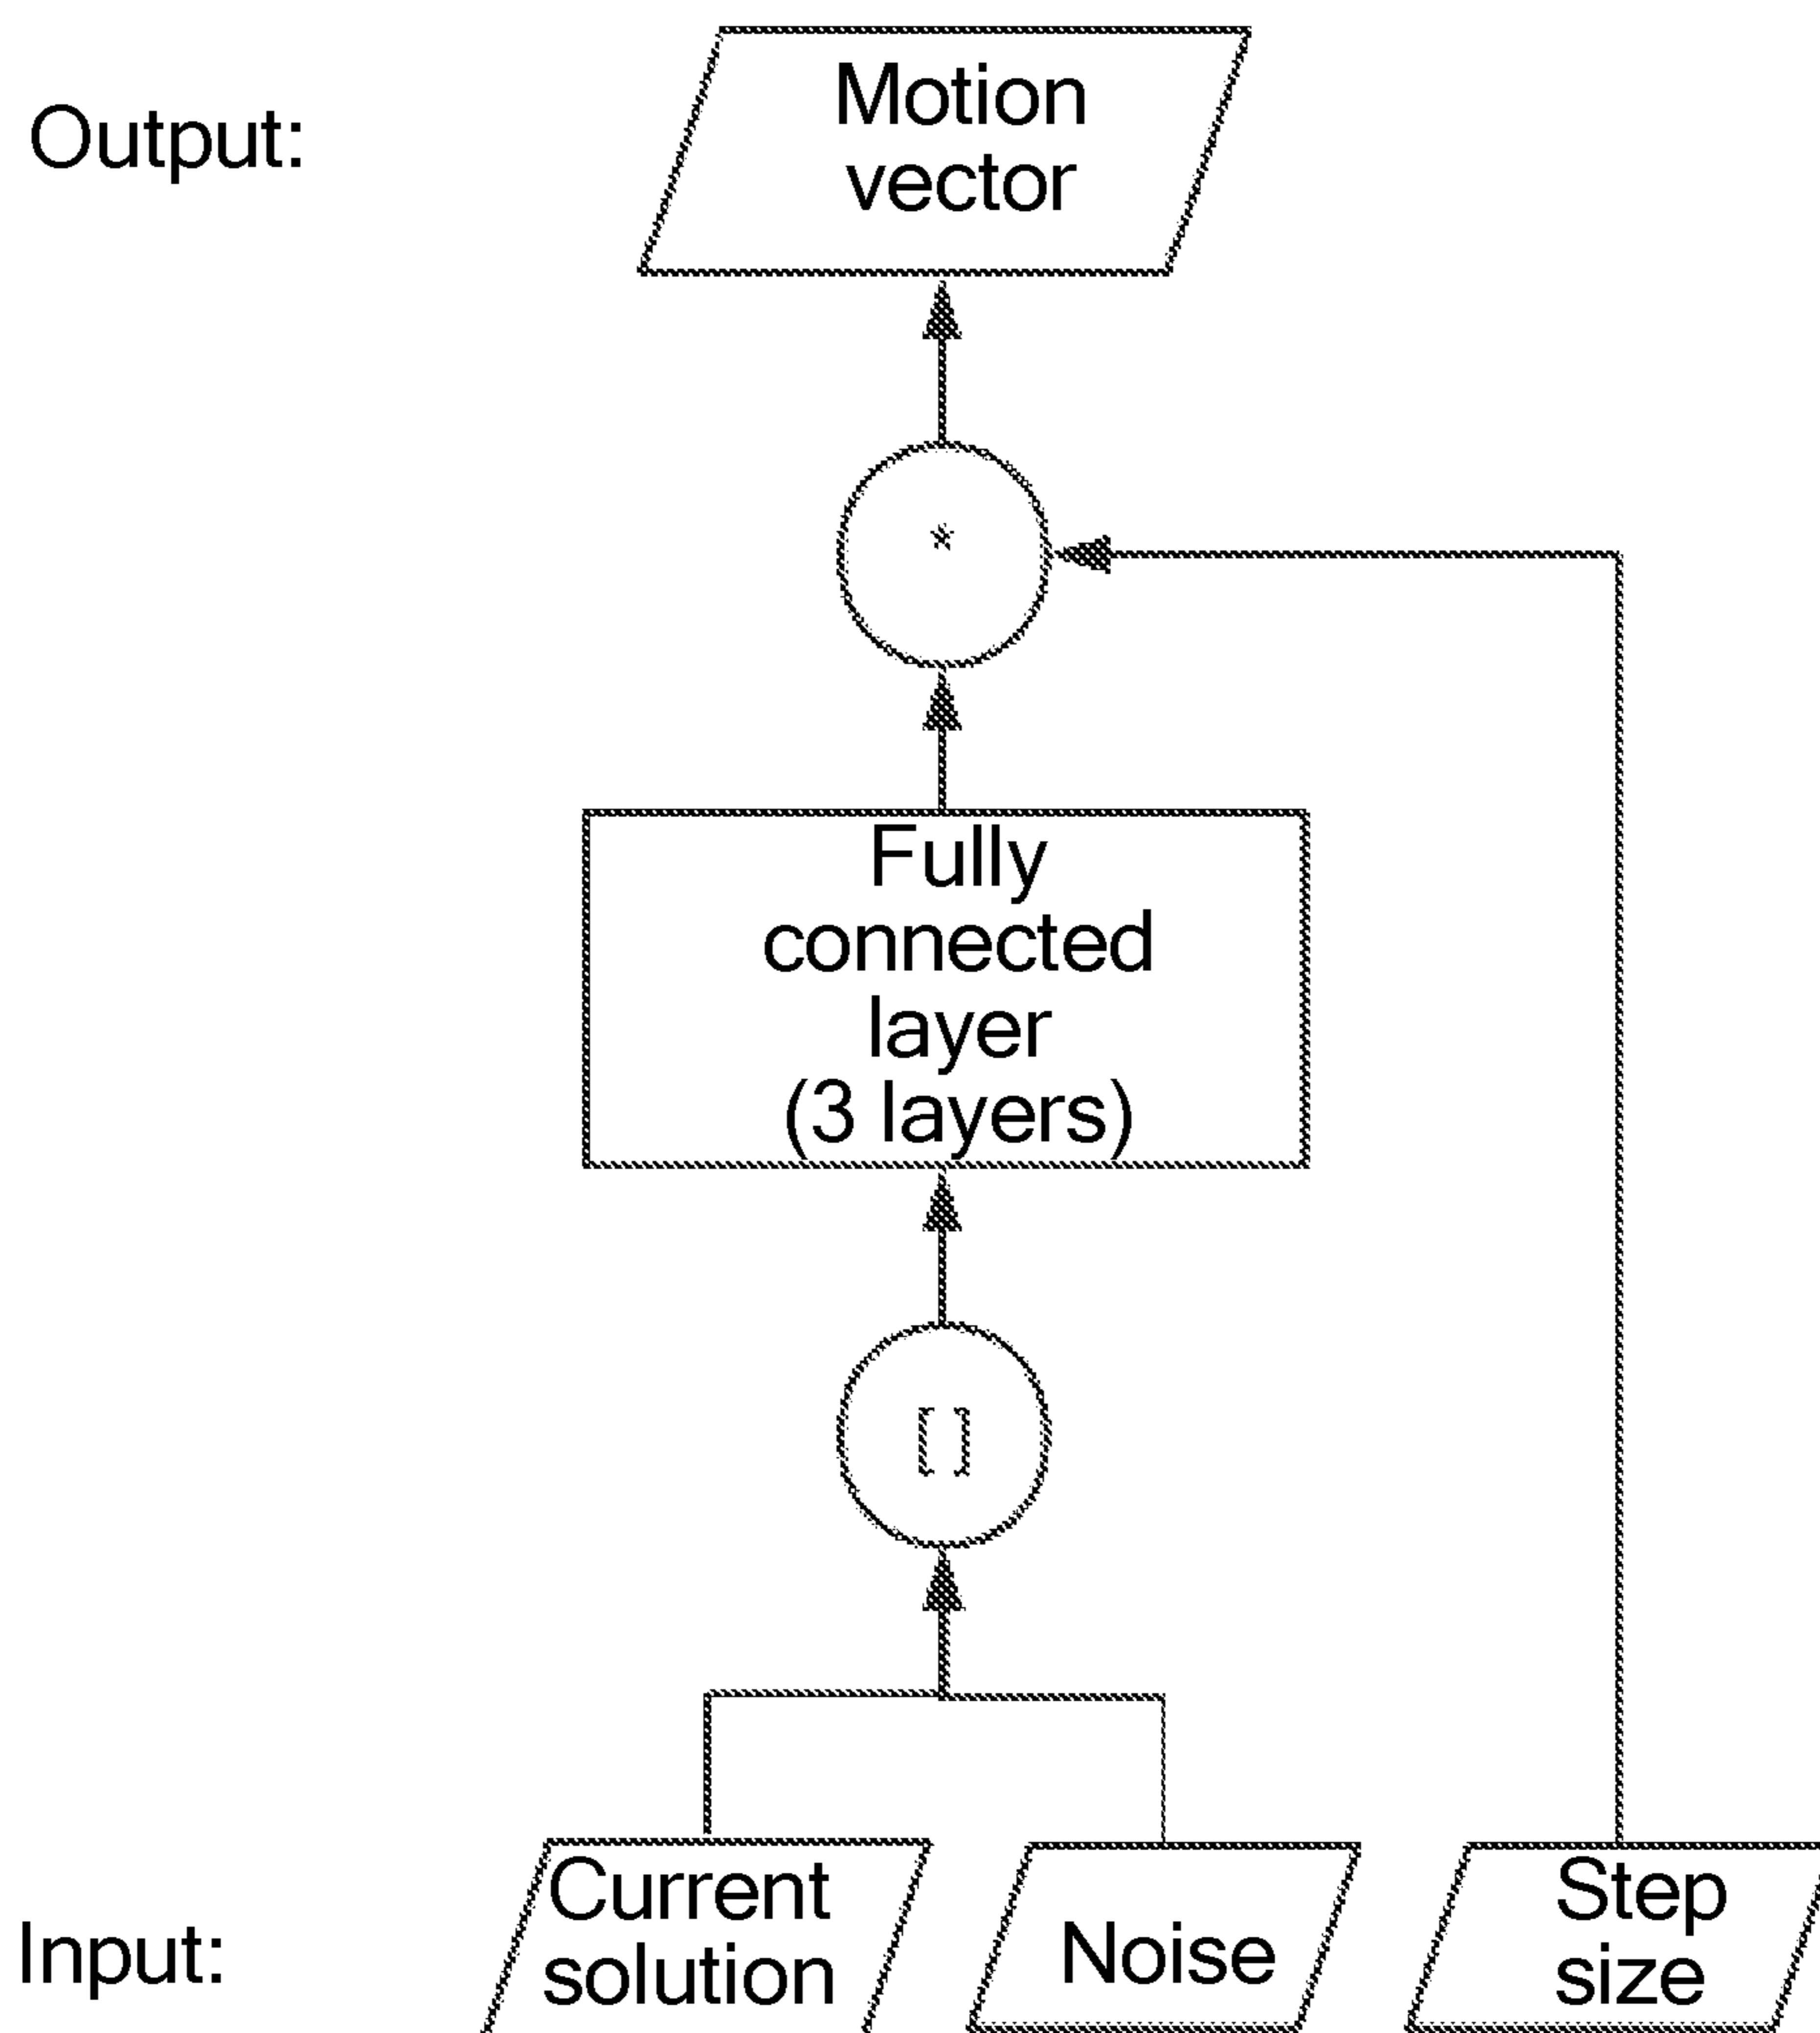 Output:
Motion
vector
*
Fully
connected
layer
(3 layers)
[ ]
Input:
Current
solution
Noise
Step
size